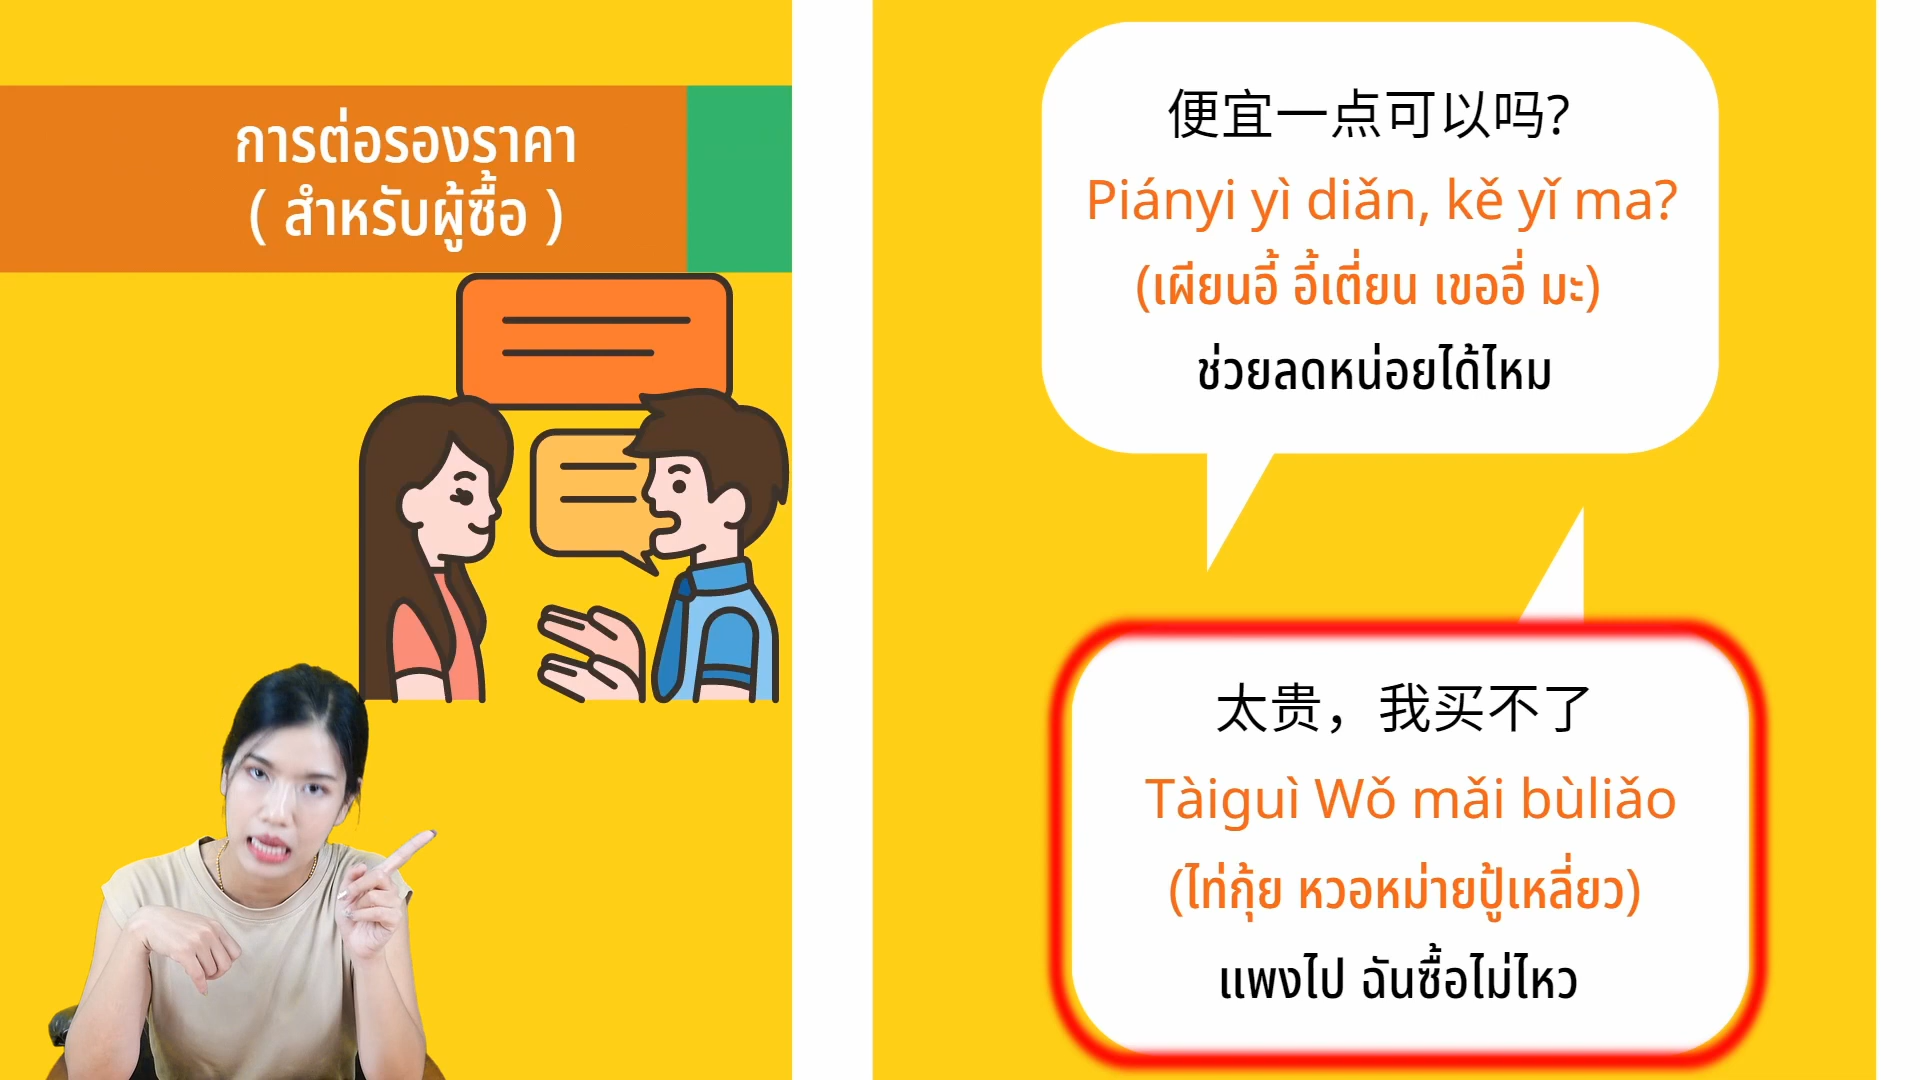 การต่อรองราคา
( สำหรับผู้ซื้อ )
便宜一点可以吗?
Piányi yì diǎn, kě yǐ ma?
(เผียนอี้ อี้เตี่ยน เขออี่ มะ)
ช่วยลดหน่อยได้ไหม
太贵，我买不了
Tàiguì Wǒ mǎi bùliǎo
(ไท่กุ้ย หวอหม่ายปู้เหลี่ยว)
แพงไป ฉันซื้อไม่ไหว